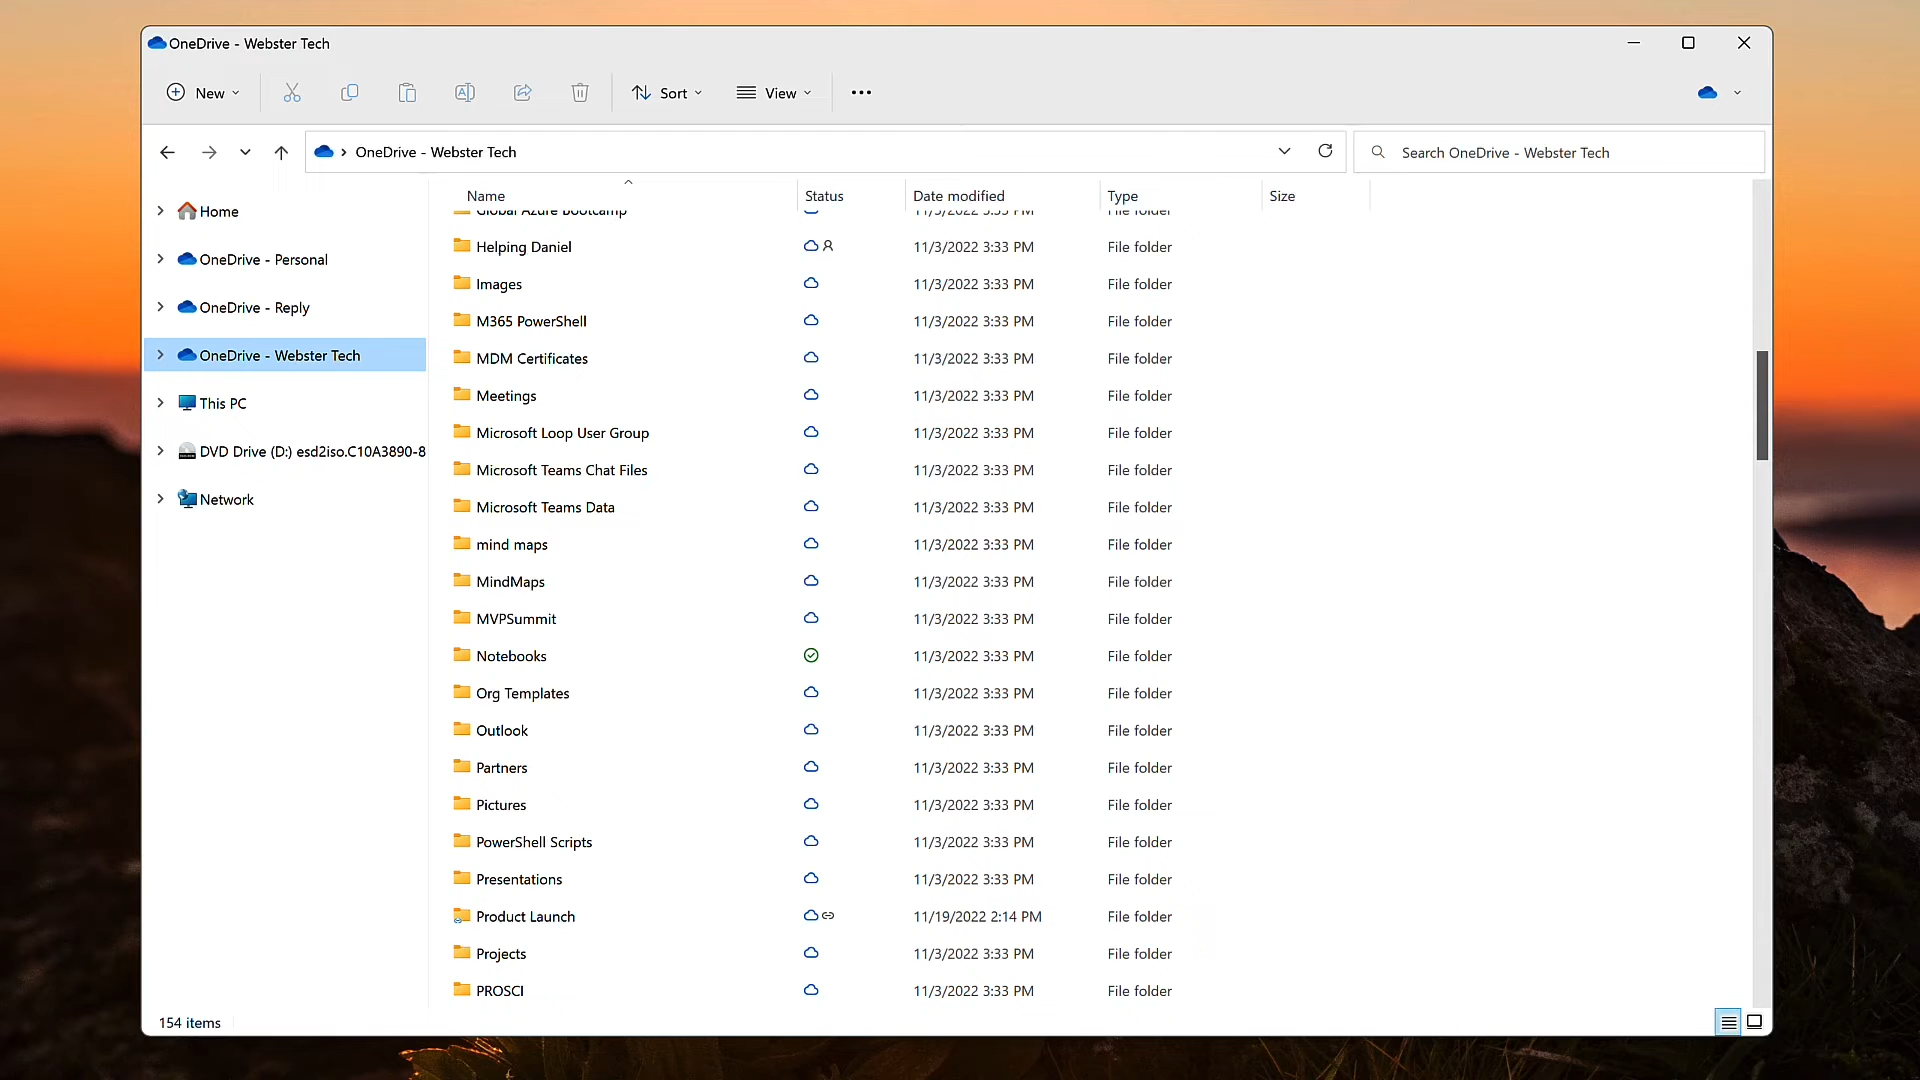 OneDrive - Webster Tech
New Sort View
OneDrive - Webster Tech Search OneDrive - Webster Tech
Name Status Date modified Type Size
Home
OneDrive - Personal
OneDrive - Reply
OneDrive - Webster Tech
This PC
DVD Drive (D:) esd2iso.C10A3890-8
Network
Global Azure Bootcamp 11/3/2022 3:33 PM File folder
Helping Daniel 11/3/2022 3:33 PM File folder
Images 11/3/2022 3:33 PM File folder
M365 PowerShell 11/3/2022 3:33 PM File folder
MDM Certificates 11/3/2022 3:33 PM File folder
Meetings 11/3/2022 3:33 PM File folder
Microsoft Loop User Group 11/3/2022 3:33 PM File folder
Microsoft Teams Chat Files 11/3/2022 3:33 PM File folder
Microsoft Teams Data 11/3/2022 3:33 PM File folder
mind maps 11/3/2022 3:33 PM File folder
MindMaps 11/3/2022 3:33 PM File folder
MVPSummit 11/3/2022 3:33 PM File folder
Notebooks 11/3/2022 3:33 PM File folder
Org Templates 11/3/2022 3:33 PM File folder
Outlook 11/3/2022 3:33 PM File folder
Partners 11/3/2022 3:33 PM File folder
Pictures 11/3/2022 3:33 PM File folder
PowerShell Scripts 11/3/2022 3:33 PM File folder
Presentations 11/3/2022 3:33 PM File folder
Product Launch 11/19/2022 2:14 PM File folder
Projects 11/3/2022 3:33 PM File folder
PROSCI 11/3/2022 3:33 PM File folder
154 items